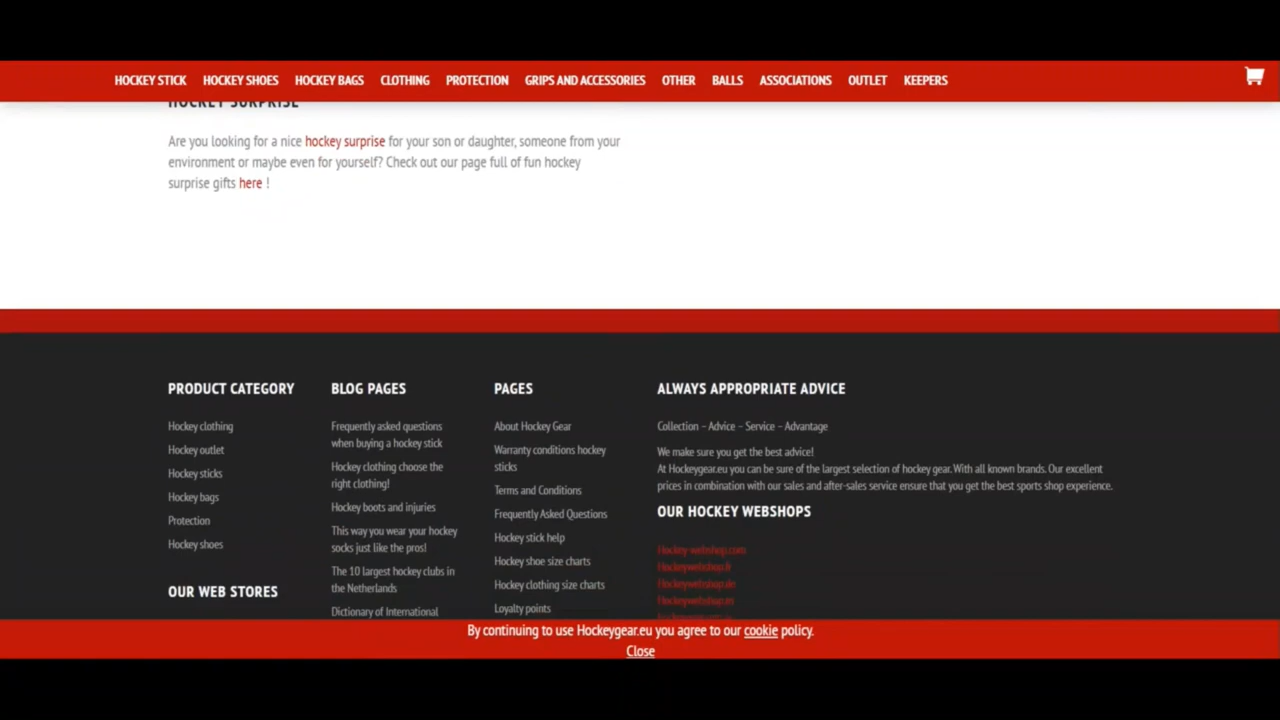 HOCKEY STICK HOCKEY SHOES HOCKEY BAGS CLOTHING PROTECTION GRIPS AND ACCESSORIES OTHER BALLS ASSOCIATIONS OUTLET KEEPERS
HOCKEY SURPRISE
Are you looking for a nice hockey surprise for your son or daughter, someone from your
environment or maybe even for yourself? Check out our page full of fun hockey
surprise gifts here !
PRODUCT CATEGORY
Hockey clothing
Hockey outlet
Hockey sticks
Hockey bags
Protection
Hockey shoes
OUR WEB STORES
BLOG PAGES
Frequently asked questions
when buying a hockey stick
Hockey clothing choose the
right clothing!
Hockey boots and injuries
This way you wear your hockey
socks just like the pros!
The 10 largest hockey clubs in
the Netherlands
Dictionary of International
PAGES
About Hockey Gear
Warranty conditions hockey
sticks
Terms and Conditions
Frequently Asked Questions
Hockey stick help
Hockey shoe size charts
Hockey clothing size charts
Loyalty points
ALWAYS APPROPRIATE ADVICE
Collection – Advice – Service – Advantage
We make sure you get the best advice!
At Hockeygear.eu you can be sure of the largest selection of hockey gear. With all known brands. Our excellent
prices in combination with our sales and after-sales service ensure that you get the best sports shop experience.
OUR HOCKEY WEBSHOPS
Hockey-webshop.com
Hockeywebshop.fr
Hockeywebshop.de
By continuing to use Hockeygear.eu you agree to our cookie policy.
Close